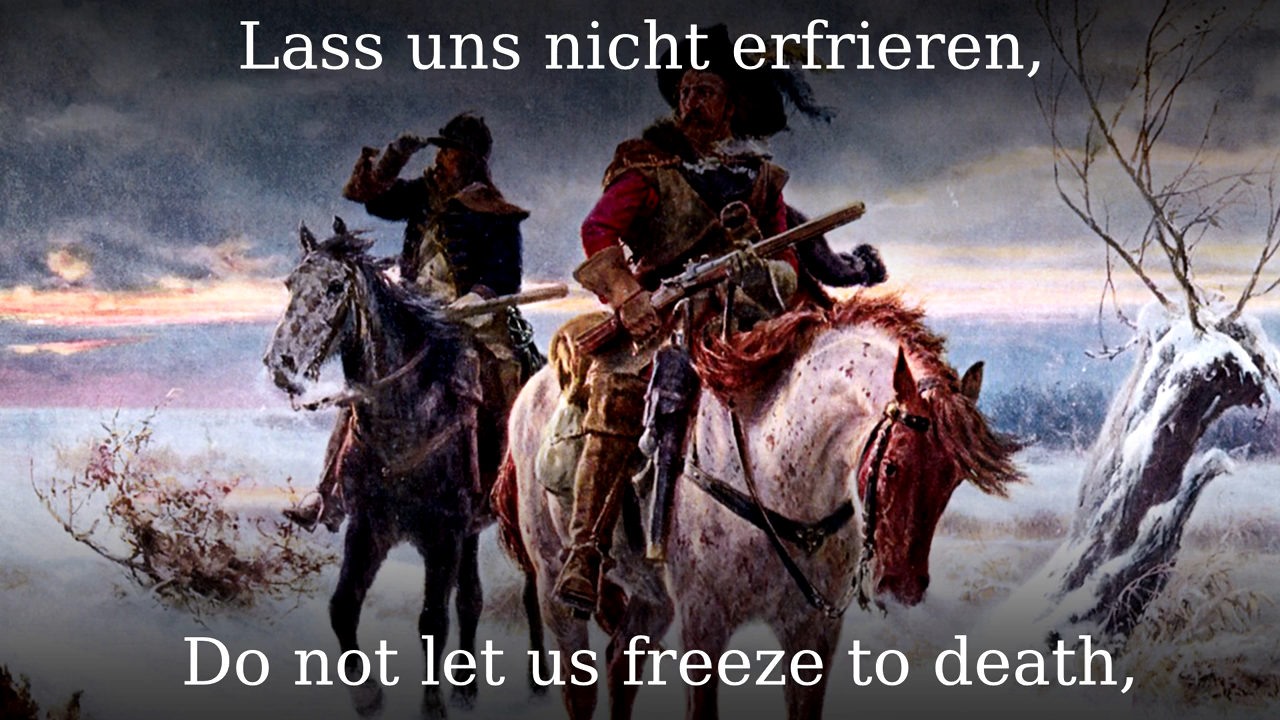 Lass uns nicht erfrieren,
Do not let us freeze to death,